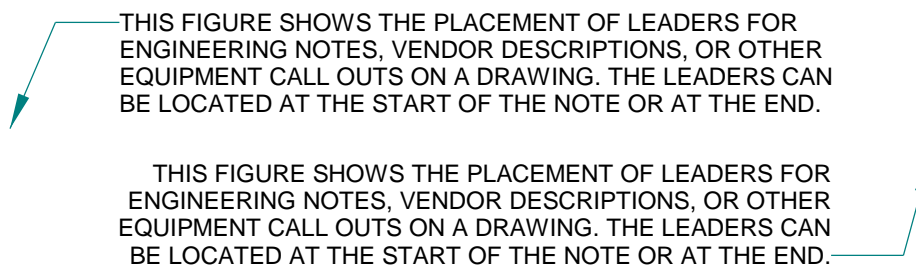 THIS FIGURE SHOWS THE PLACEMENT OF LEADERS FOR
ENGINEERING NOTES, VENDOR DESCRIPTIONS, OR OTHER
EQUIPMENT CALL OUTS ON A DRAWING. THE LEADERS CAN
BE LOCATED AT THE START OF THE NOTE OR AT THE END.
THIS FIGURE SHOWS THE PLACEMENT OF LEADERS FOR
ENGINEERING NOTES, VENDOR DESCRIPTIONS, OR OTHER
EQUIPMENT CALL OUTS ON A DRAWING. THE LEADERS CAN
BE LOCATED AT THE START OF THE NOTE OR AT THE END.